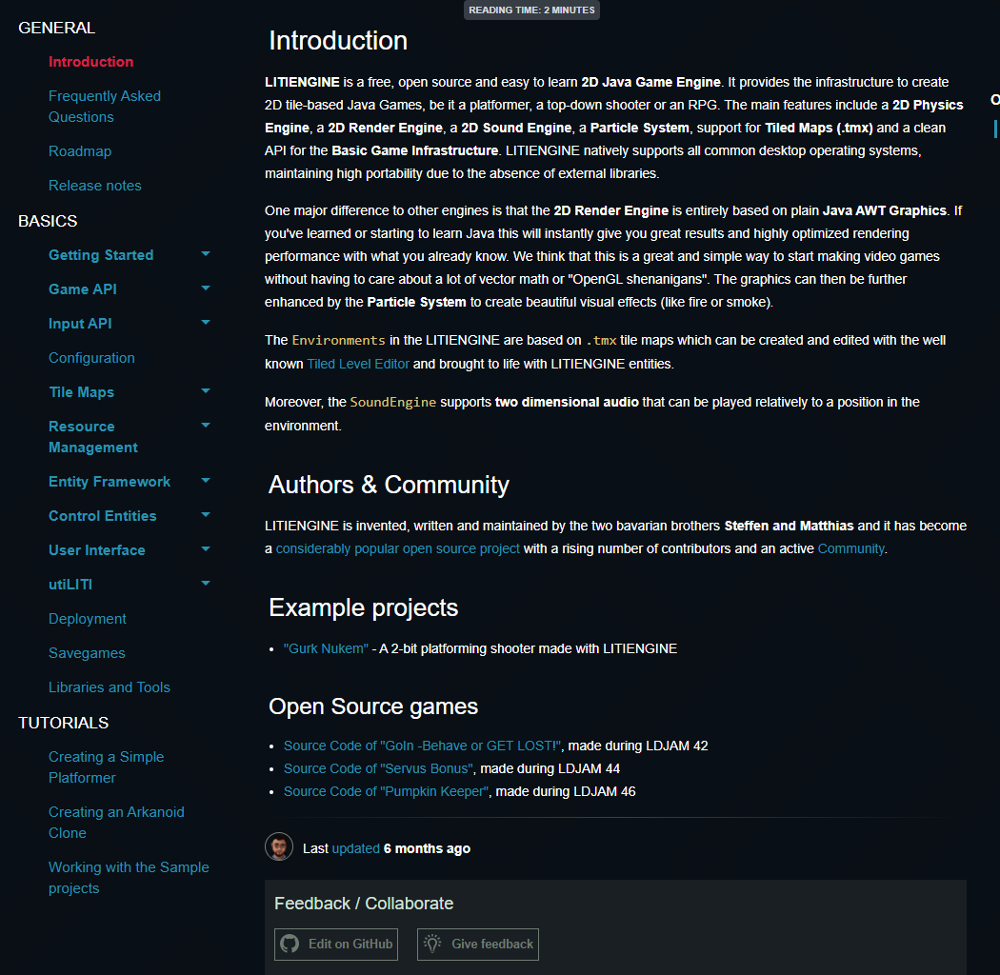 READING TIME: 2 MINUTES
GENERAL
Introduction
Frequently Asked
Questions
Roadmap
Release notes
BASICS
Getting Started
Game API
Input API
Configuration
Tile Maps
Resource
Management
Entity Framework
Control Entities
User Interface
utiLITI
Deployment
Savegames
Libraries and Tools
TUTORIALS
Creating a Simple
Platformer
Creating an Arkanoid
Clone
Working with the Sample
projects
Introduction
LITIENGINE is a free, open source and easy to learn 2D Java Game Engine. It provides the infrastructure to create
2D tile-based Java Games, be it a platformer, a top-down shooter or an RPG. The main features include a 2D Physics
Engine, a 2D Render Engine, a 2D Sound Engine, a Particle System, support for Tiled Maps (.tmx) and a clean
API for the Basic Game Infrastructure. LITIENGINE natively supports all common desktop operating systems,
maintaining high portability due to the absence of external libraries.
One major difference to other engines is that the 2D Render Engine is entirely based on plain Java AWT Graphics. If
you've learned or starting to learn Java this will instantly give you great results and highly optimized rendering
performance with what you already know. We think that this is a great and simple way to start making video games
without having to care about a lot of vector math or "OpenGL shenanigans". The graphics can then be further
enhanced by the Particle System to create beautiful visual effects (like fire or smoke).
The Environments in the LITIENGINE are based on .tmx tile maps which can be created and edited with the well
known Tiled Level Editor and brought to life with LITIENGINE entities.
Moreover, the SoundEngine supports two dimensional audio that can be played relatively to a position in the
environment.
Authors & Community
LITIENGINE is invented, written and maintained by the two bavarian brothers Steffen and Matthias and it has become
a considerably popular open source project with a rising number of contributors and an active Community.
Example projects
• "Gurk Nukem" - A 2-bit platforming shooter made with LITIENGINE
Open Source games
• Source Code of "GoIn -Behave or GET LOST!", made during LDJAM 42
• Source Code of "Servus Bonus", made during LDJAM 44
• Source Code of "Pumpkin Keeper", made during LDJAM 46
Last updated 6 months ago
Feedback / Collaborate
Edit on GitHub
Give feedback